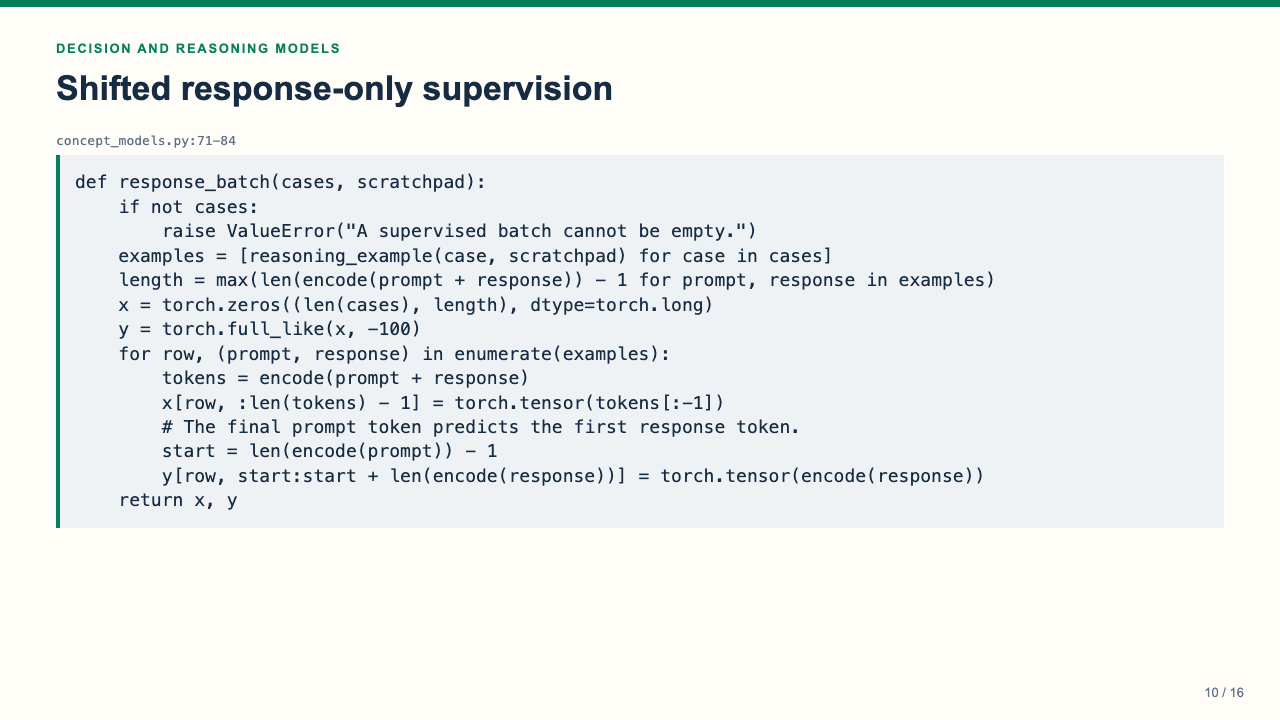 DECISION AND REASONING MODELS
Shifted response-only supervision
concept_models.py:71–84
def response_batch(cases, scratchpad):
    if not cases:
        raise ValueError("A supervised batch cannot be empty.")
    examples = [reasoning_example(case, scratchpad) for case in cases]
    length = max(len(encode(prompt + response)) - 1 for prompt, response in examples)
    x = torch.zeros((len(cases), length), dtype=torch.long)
    y = torch.full_like(x, -100)
    for row, (prompt, response) in enumerate(examples):
        tokens = encode(prompt + response)
        x[row, :len(tokens) - 1] = torch.tensor(tokens[:-1])
        # The final prompt token predicts the first response token.
        start = len(encode(prompt)) - 1
        y[row, start:start + len(encode(response))] = torch.tensor(encode(response))
    return x, y
10 / 16